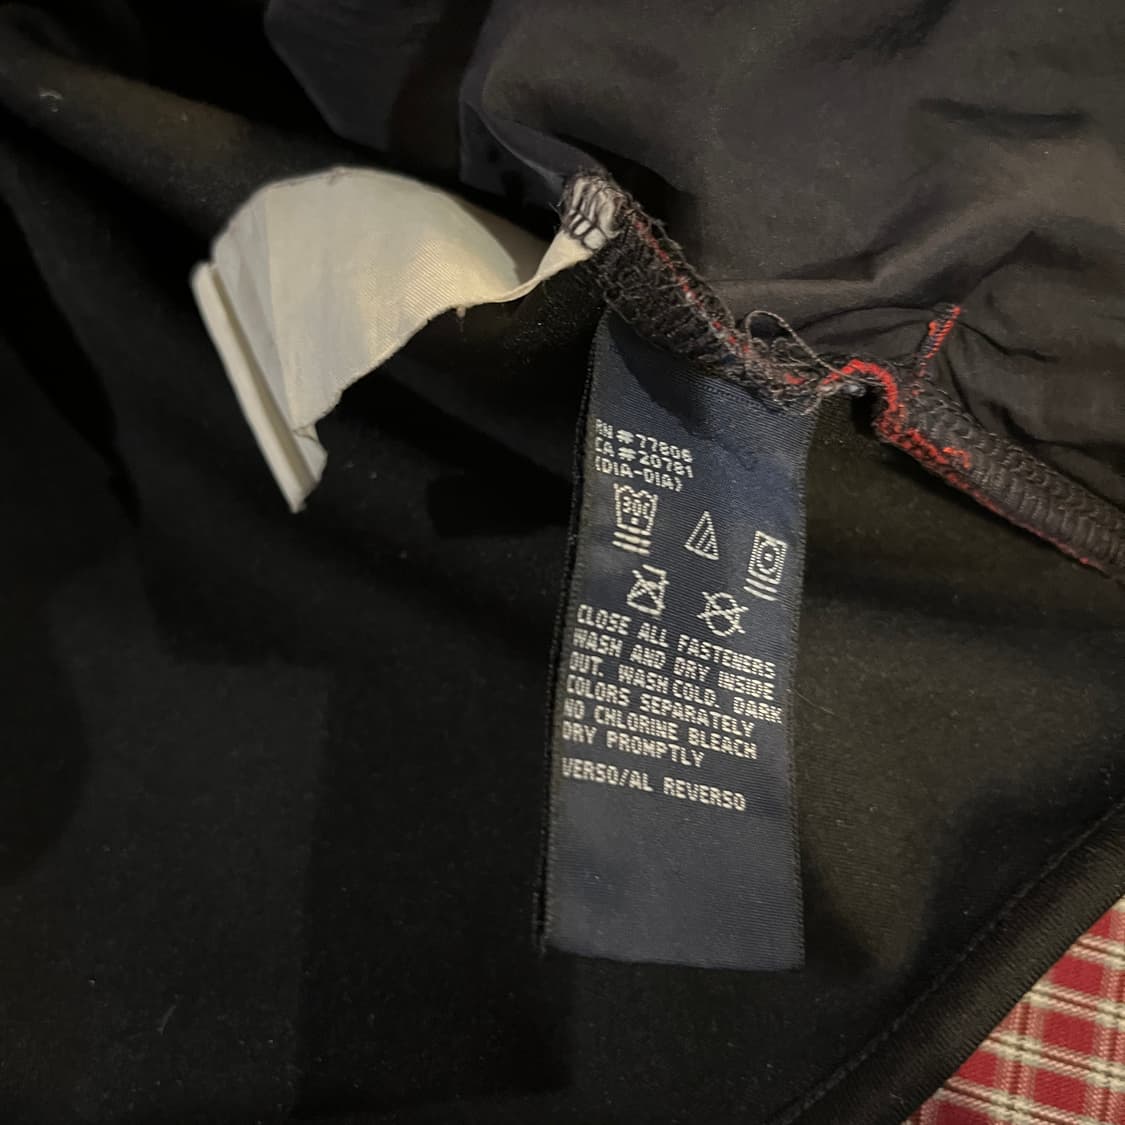 RN # 77806
CA # 20781
(DIA-DIA)
30C
CLOSE ALL FASTENERS
WASH AND DRY INSIDE
OUT. WASH COLD. DARK
COLORS SEPARATELY
NO CHLORINE BLEACH
DRY PROMPTLY
VERSO/AL REVERSO